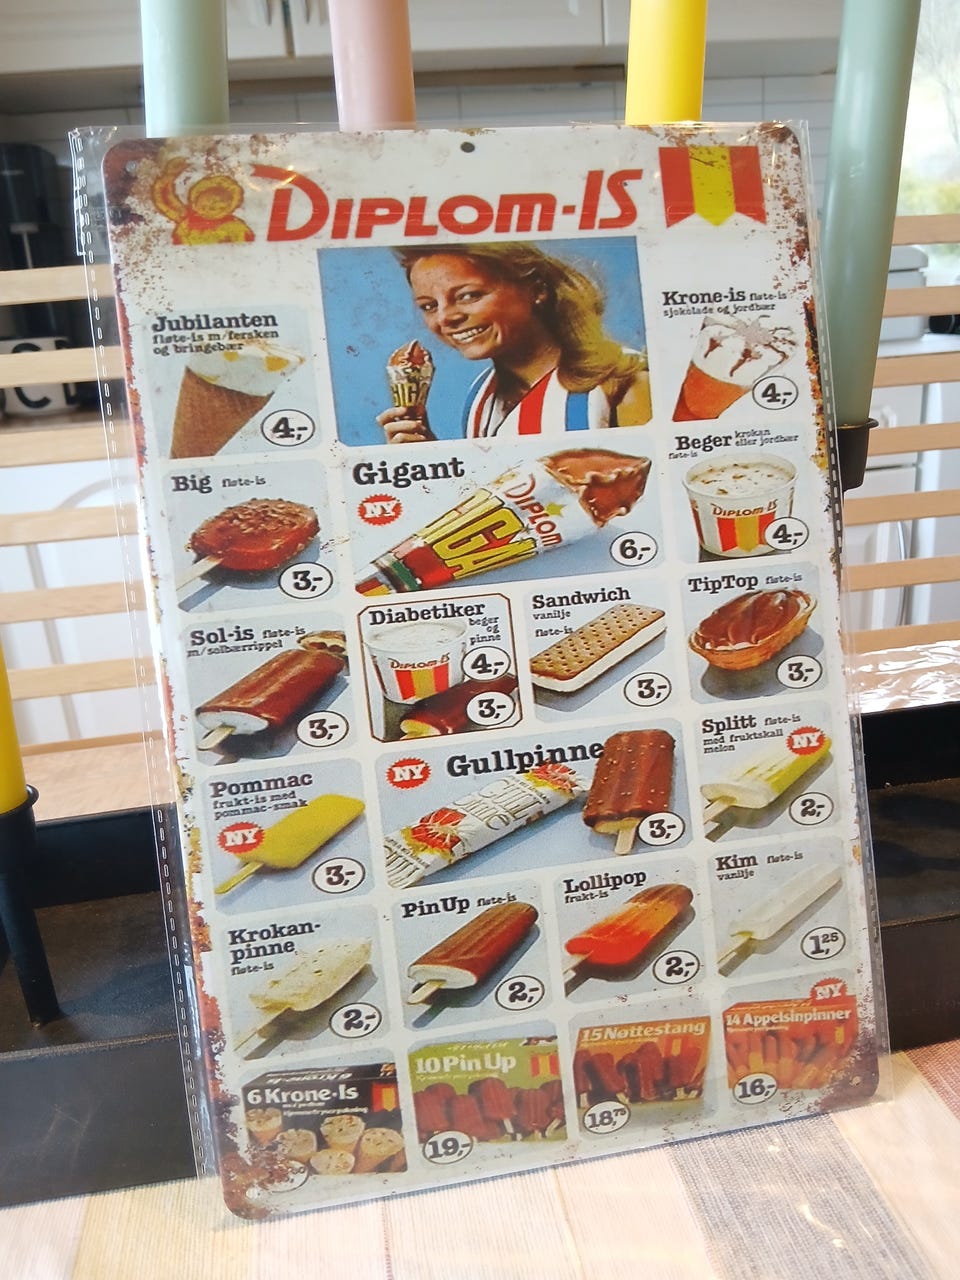 DIPLOM-IS
Jubilanten
fløte-is m/fersken
og bringebær
4,-
BIG
Krone-is fløte-is
sjokolade og jordbær
4,-
Big fløte-is
3,-
Gigant
NY
DIPLOM
GIGA
6,-
Beger krokan
eller jordbær
fløte-is
DIPLOM-IS
4,-
Sol-is fløte-is
m/solbærrippel
3,-
Diabetiker
beger
og
pinne
DIPLOM-IS
4,-
3,-
Sandwich
vanilje
fløte-is
3,-
TipTop fløte-is
3,-
Pommac
frukt-is med
pommac-smak
NY
3,-
NY
Gullpinne
3,-
Splitt fløte-is
med fruktskall
melon
NY
2,-
Krokan-
pinne
fløte-is
2,-
PinUp fløte-is
2,-
Lollipop
frukt-is
2,-
Kim fløte-is
vanilje
1,25
6 Krone-Is
10 Pin Up
19,-
15 Nøttestang
18,75
NY
14 Appelsinpinner
16,-